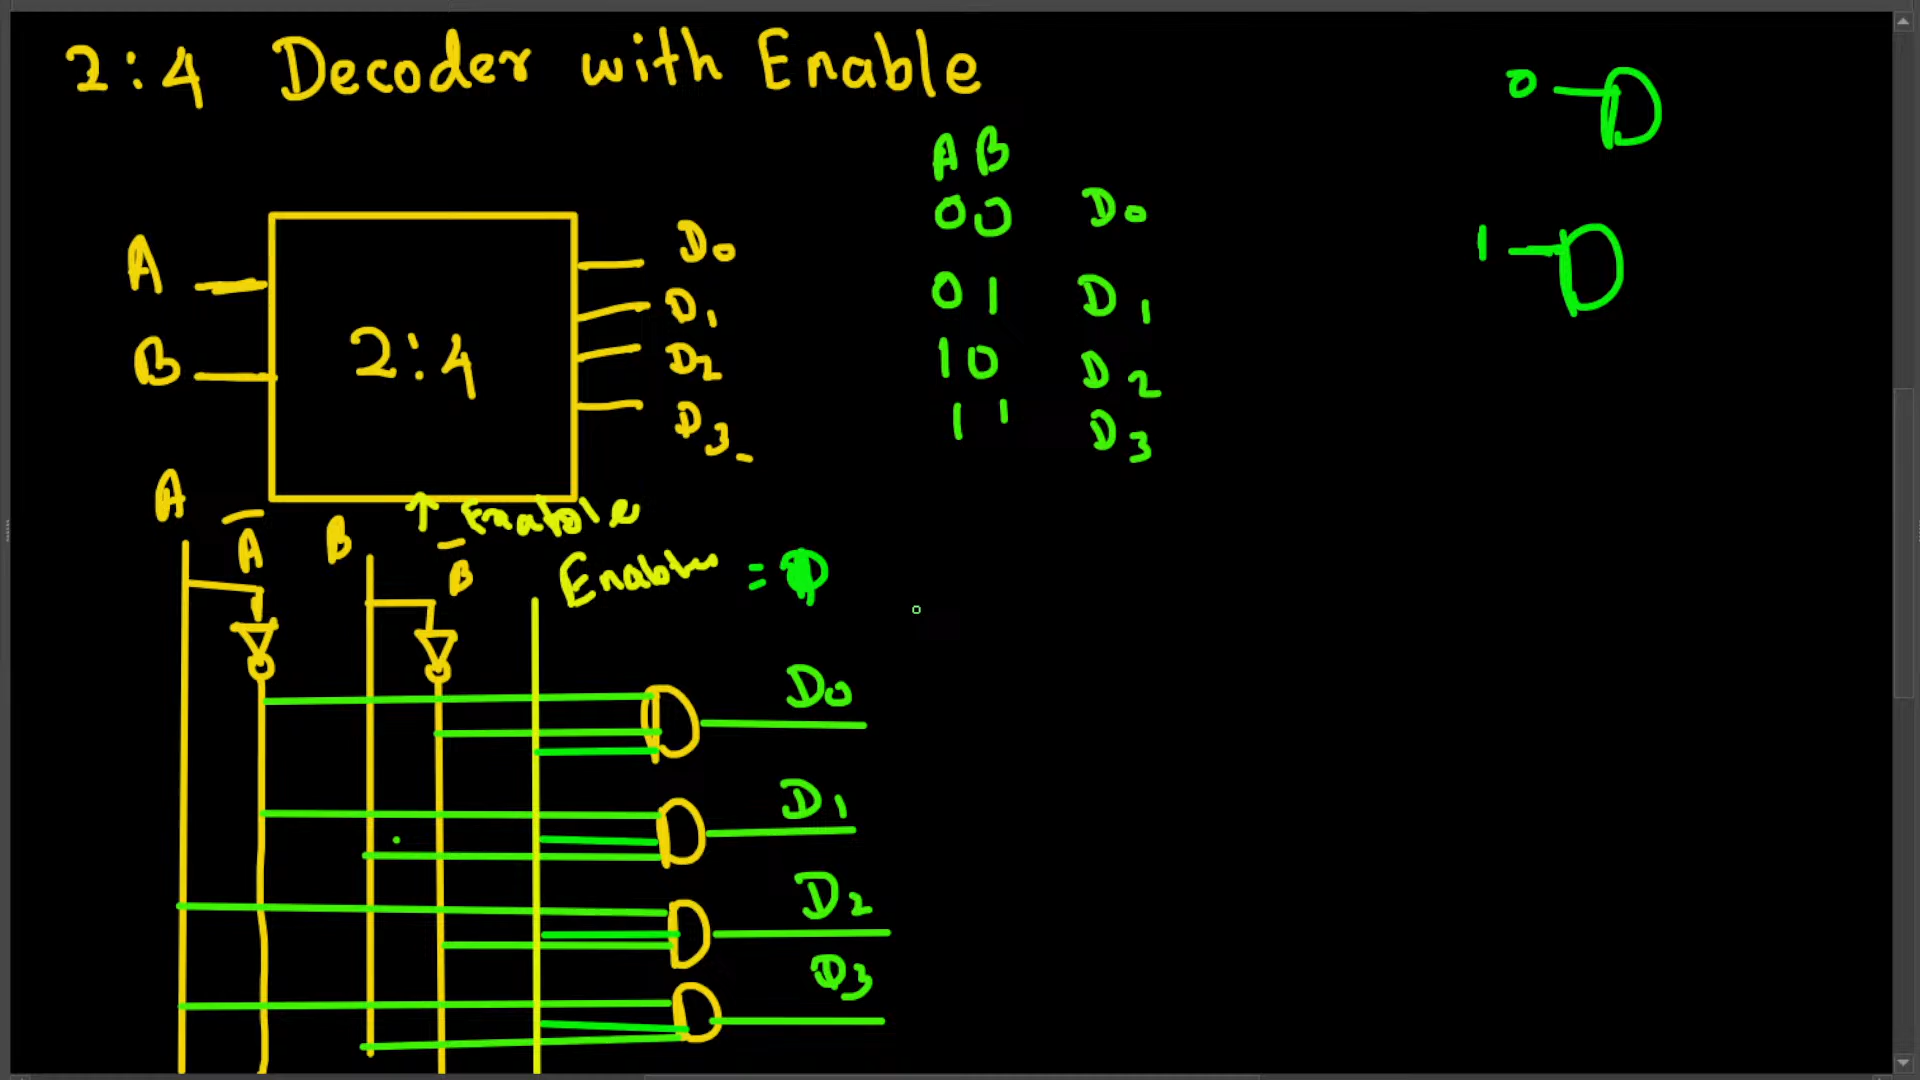 2:4 Decoder with Enable
0
A B
00 D0
1
01 D1
10 D2
11 D3
A
B
2:4
D0
D1
D2
D3
Enable
A
A̅
B
B̅
Enable =
D0
D1
D2
D3